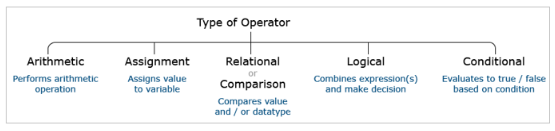 Type of Operator
Arithmetic
Performs arithmetic
operation
Assignment
Assigns value
to variable
Relational
or
Comparison
Compares value
and / or datatype
Logical
Combines expression(s)
and make decision
Conditional
Evaluates to true / false
based on condition